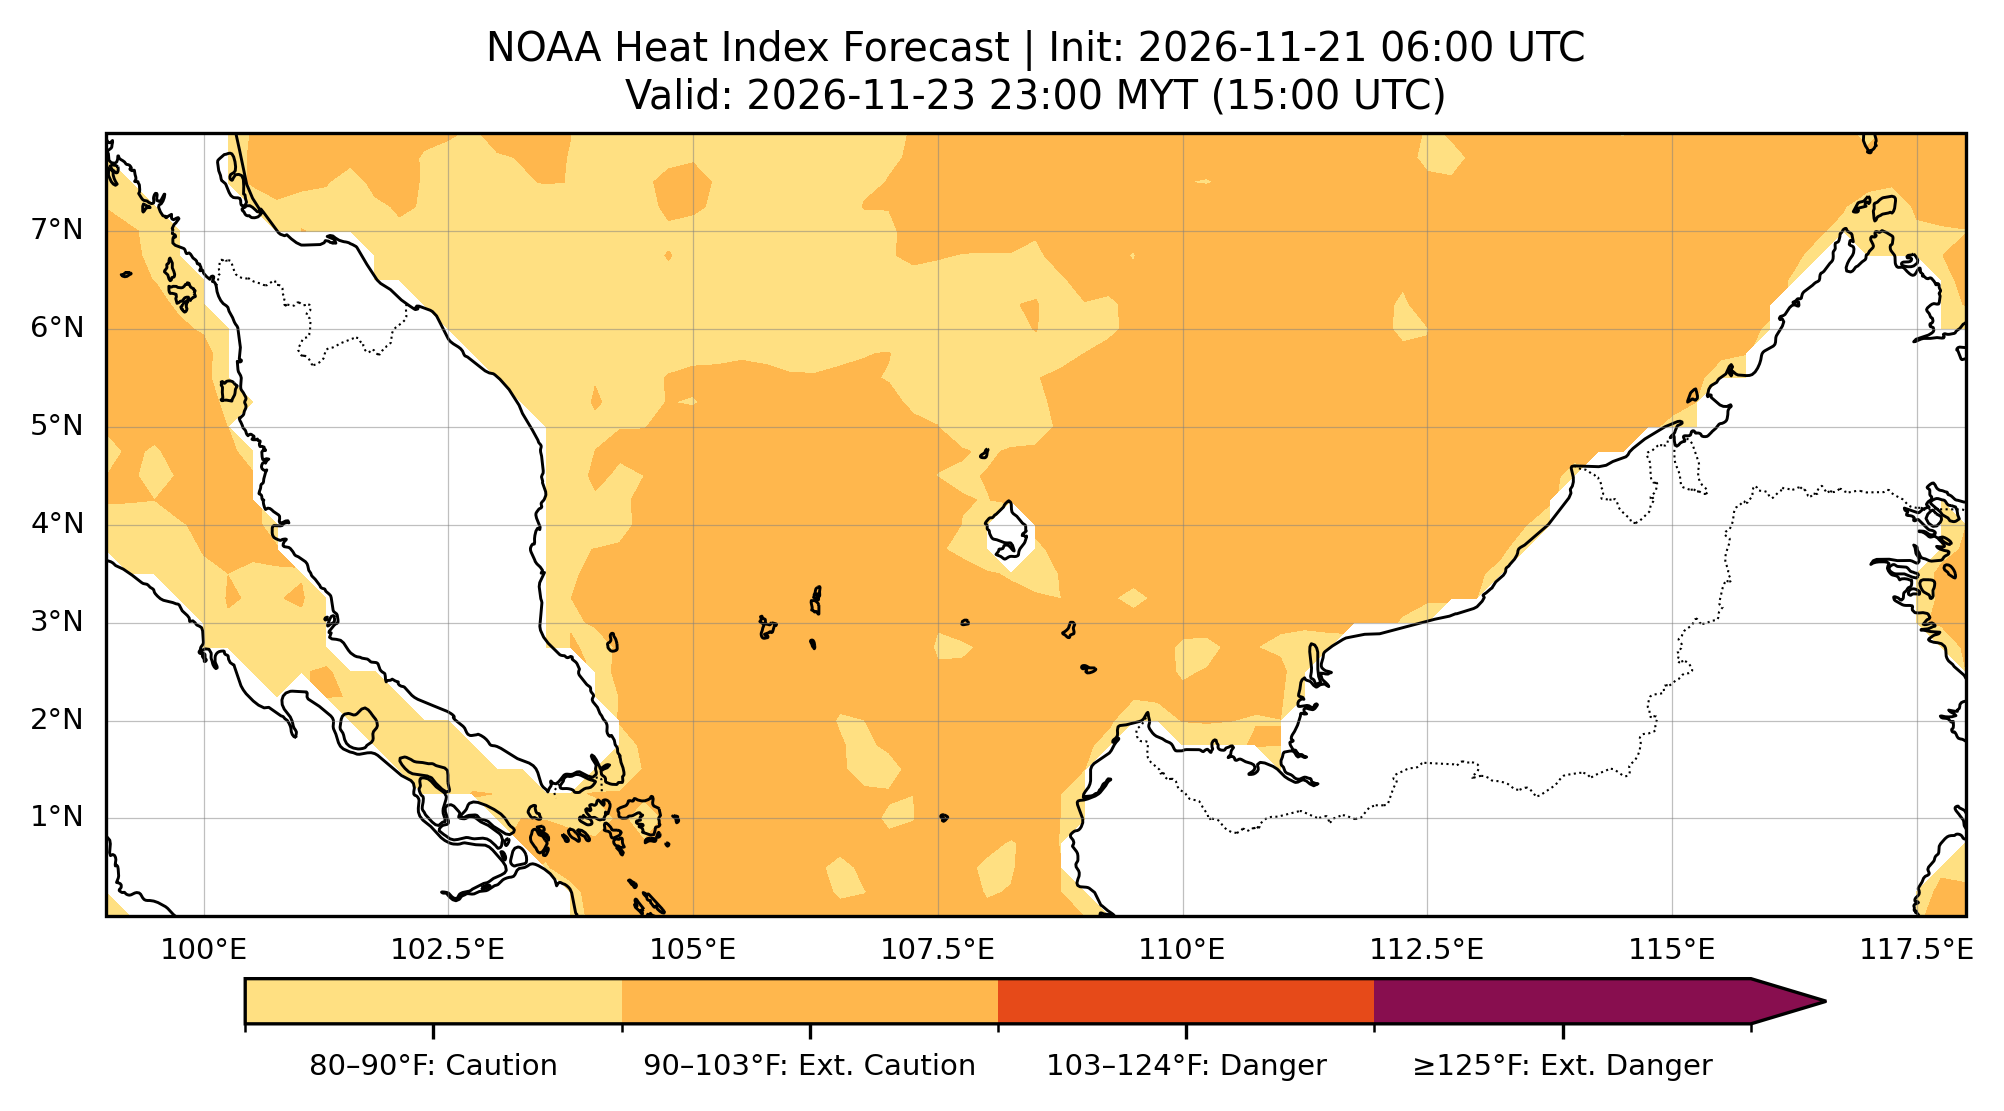 NOAA Heat Index Forecast | Init: 2026-11-21 06:00 UTC
Valid: 2026-11-23 23:00 MYT (15:00 UTC)
7°N
6°N
5°N
4°N
3°N
2°N
1°N
100°E 102.5°E 105°E 107.5°E 110°E 112.5°E 115°E 117.5°E
80–90°F: Caution 90–103°F: Ext. Caution 103–124°F: Danger ≥125°F: Ext. Danger